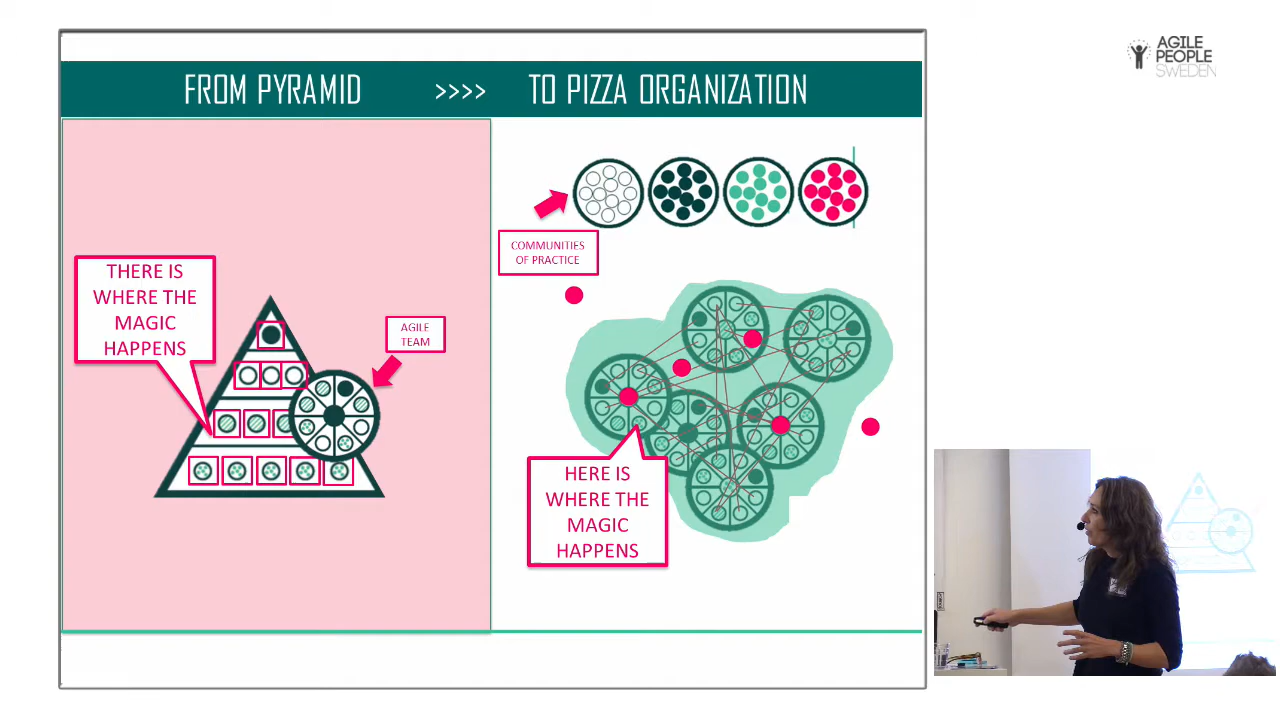 AGILE
PEOPLE
SWEDEN
FROM PYRAMID >>>> TO PIZZA ORGANIZATION
COMMUNITIES
OF PRACTICE
THERE IS
WHERE THE
MAGIC
HAPPENS
AGILE
TEAM
HERE IS
WHERE THE
MAGIC
HAPPENS